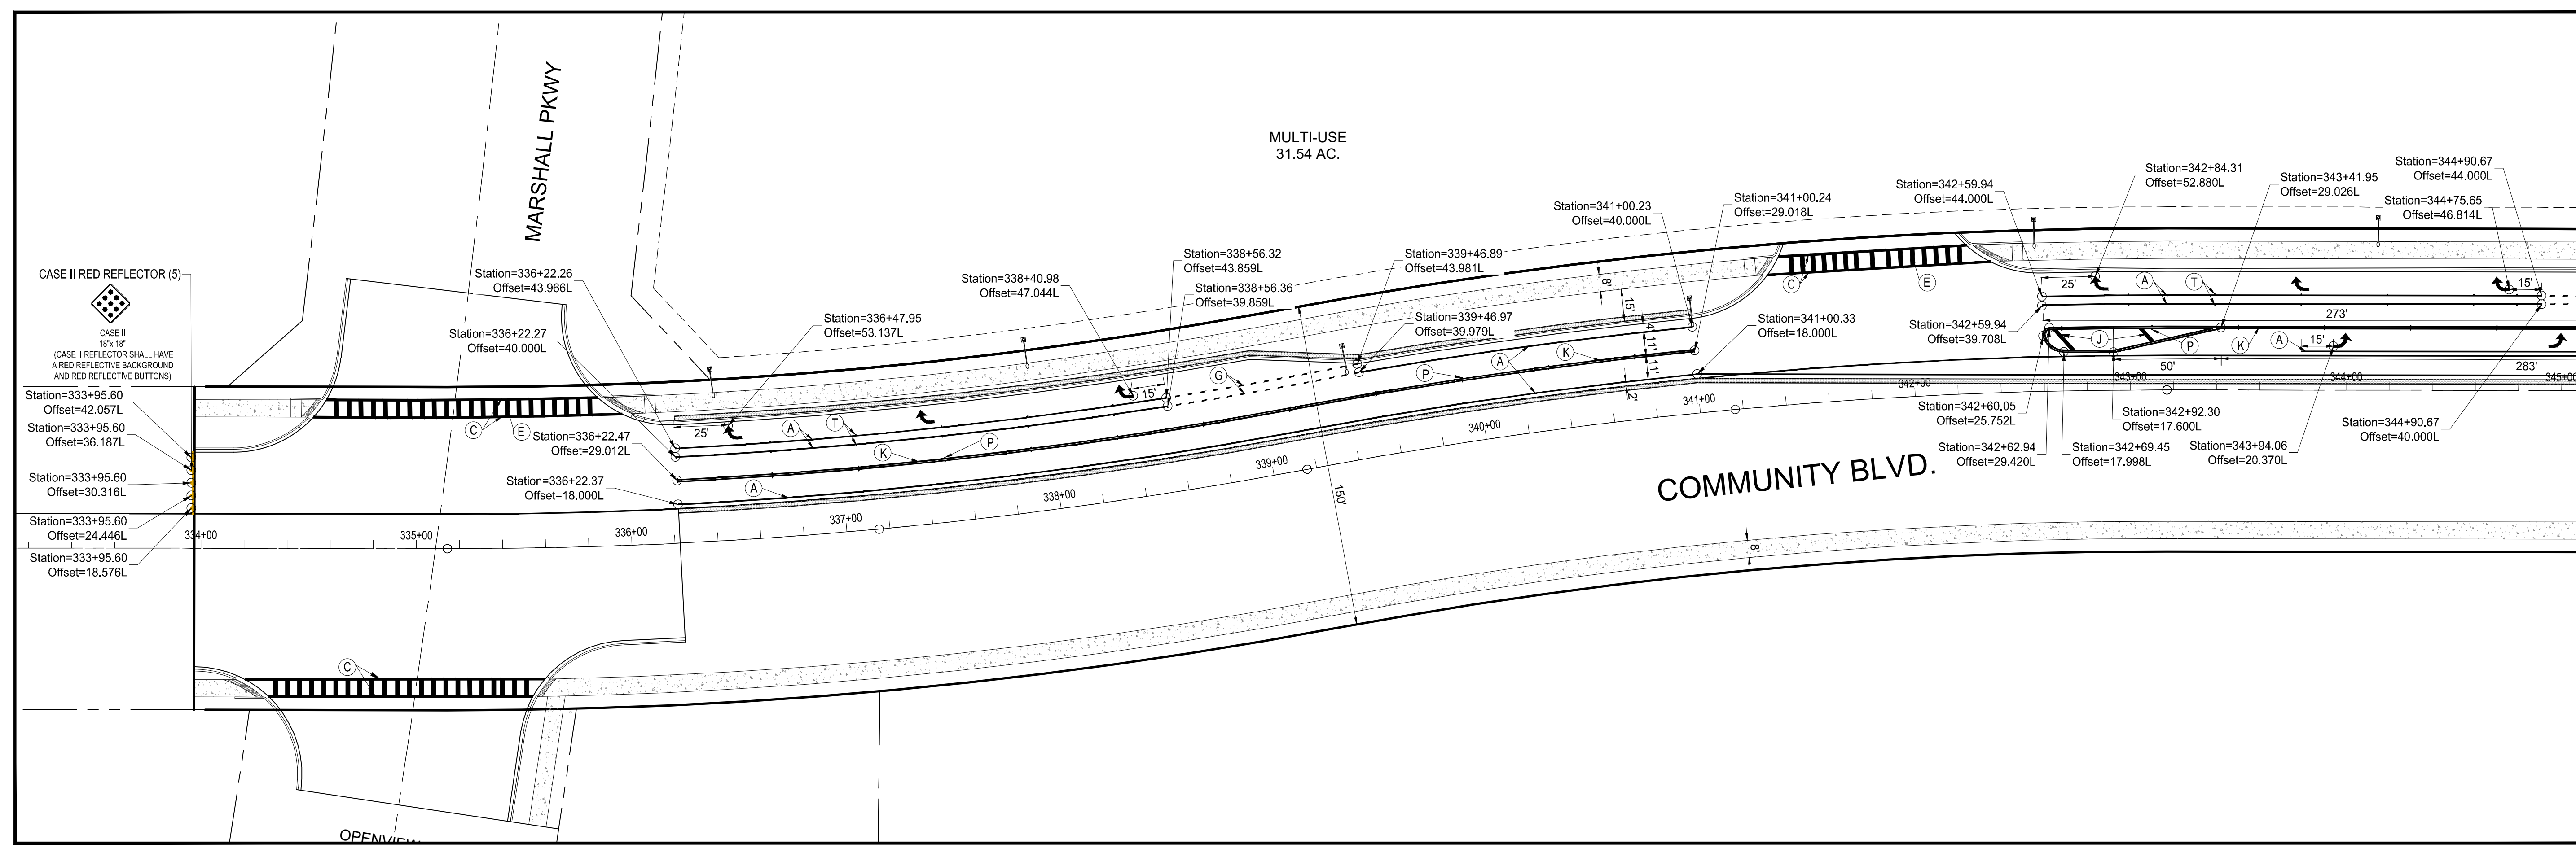 MARSHALL PKWY
MULTI-USE
31.54 AC.
CASE II RED REFLECTOR (5)
CASE II
18"x 18"
(CASE II REFLECTOR SHALL HAVE
A RED REFLECTIVE BACKGROUND
AND RED REFLECTIVE BUTTONS)
Station=333+95.60
Offset=42.057L
Station=333+95.60
Offset=36.187L
Station=333+95.60
Offset=30.316L
Station=333+95.60
Offset=24.446L
Station=333+95.60
Offset=18.576L
Station=336+22.26
Offset=43.966L
Station=336+22.27
Offset=40.000L
Station=336+22.47
Offset=29.012L
Station=336+22.37
Offset=18.000L
Station=336+47.95
Offset=53.137L
Station=338+40.98
Offset=47.044L
Station=338+56.32
Offset=43.859L
Station=338+56.36
Offset=39.859L
Station=339+46.89
Offset=43.981L
Station=339+46.97
Offset=39.979L
Station=341+00.23
Offset=40.000L
Station=341+00.24
Offset=29.018L
Station=341+00.33
Offset=18.000L
Station=342+59.94
Offset=44.000L
Station=342+84.31
Offset=52.880L
Station=343+41.95
Offset=29.026L
Station=344+90.67
Offset=44.000L
Station=344+75.65
Offset=46.814L
Station=342+59.94
Offset=39.708L
Station=342+60.05
Offset=25.752L
Station=342+62.94
Offset=29.420L
Station=342+69.45
Offset=17.998L
Station=342+92.30
Offset=17.600L
Station=343+94.06
Offset=20.370L
Station=344+90.67
Offset=40.000L
C
E
25'
A
T
K
P
A
15'
G
8'
15'
4'
11'
11'
2'
A
K
P
150'
8'
C
E
25'
A
T
15'
273'
J
P
K
A
15'
50'
283'
C
334+00
335+00
336+00
337+00
338+00
339+00
340+00
341+00
342+00
343+00
344+00
345+0
COMMUNITY BLVD.
OPENVIEW